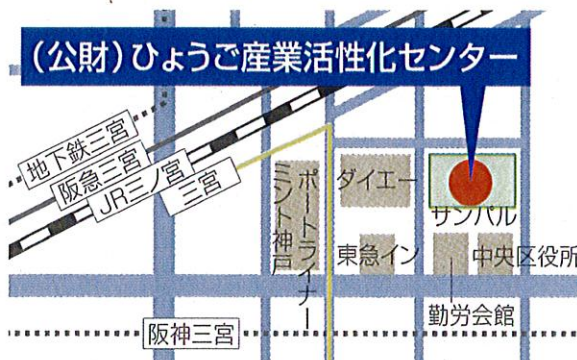 (公財)ひょうご産業活性化センター
地下鉄三宮
阪急三宮
JR三ノ宮
三宮
ミント神戸
ポートライナー
ダイエー
サンパル
東急イン
中央区役所
勤労会館
阪神三宮